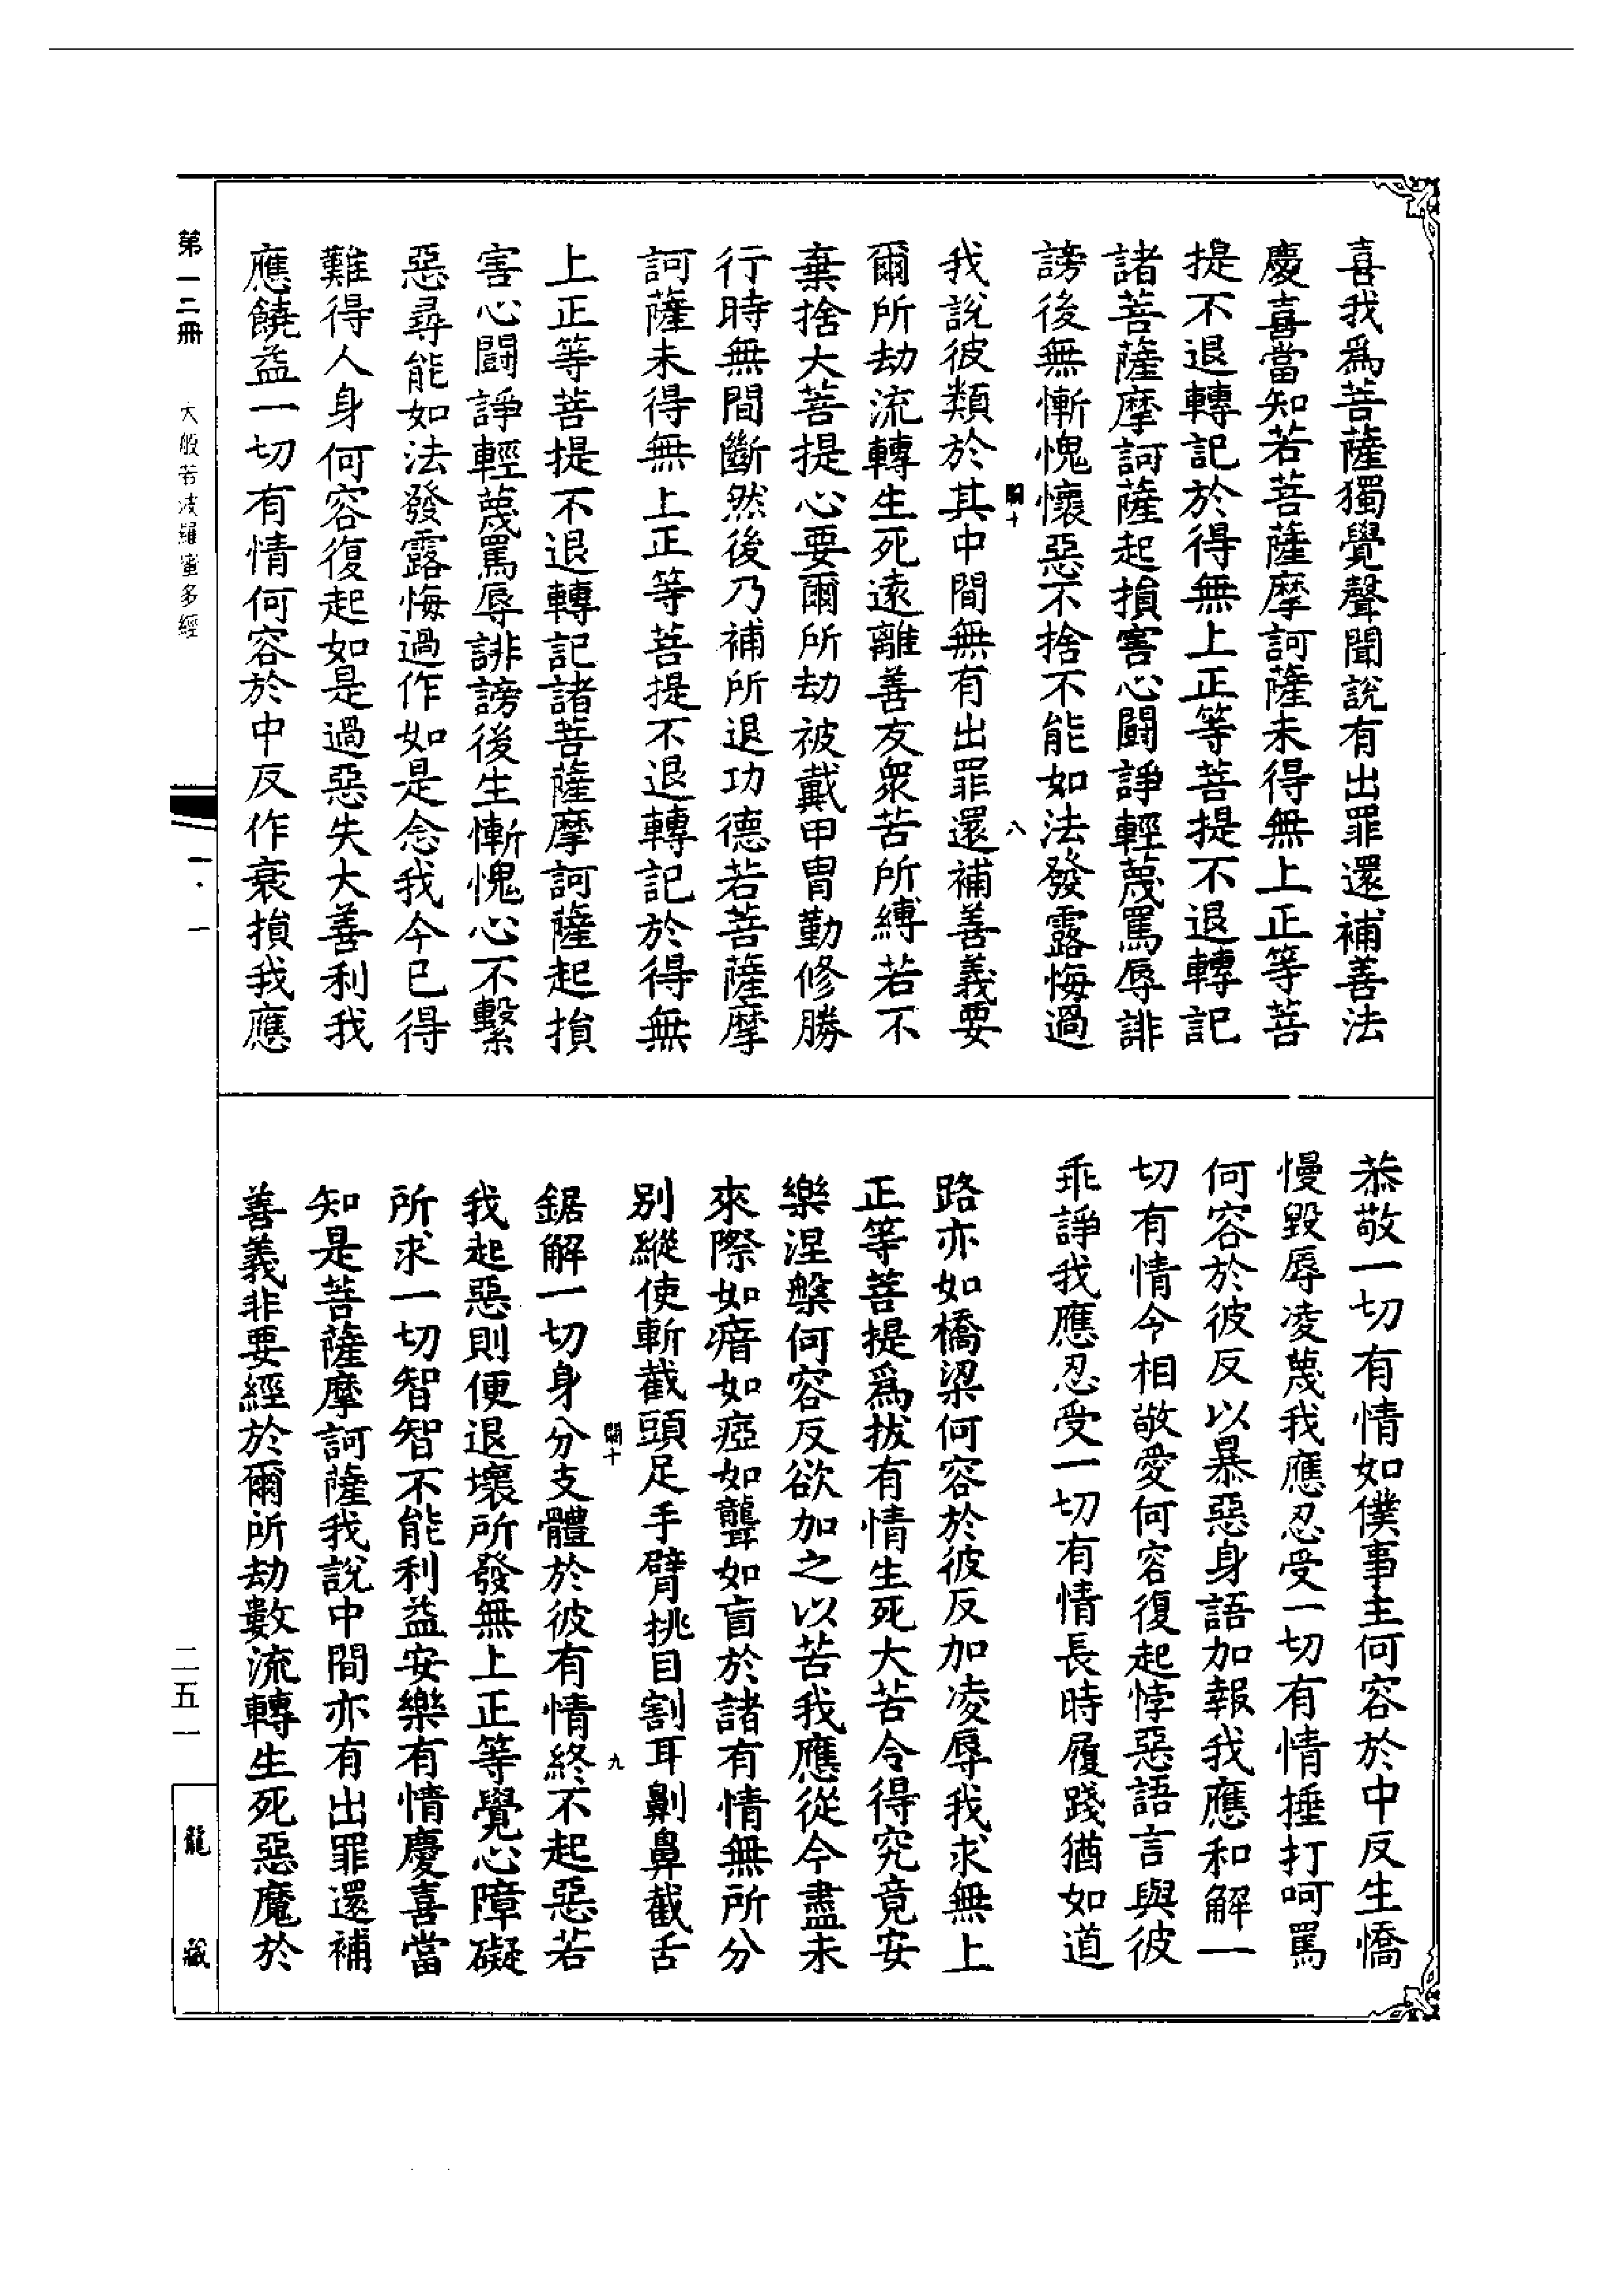 喜我爲菩薩獨覺聲聞說有出罪還補善法
慶喜當知若菩薩摩訶薩未得無上正等菩
提不退轉記於得無上正等菩提不退轉記
諸菩薩摩訶薩起損害心鬪諍輕蔑罵辱誹
謗後無慚愧懷惡不捨不能如法發露悔過
八
我說彼類於其中間無有出罪還補善義要
爾所劫流轉生死遠離善友衆苦所縛若不
棄捨大菩提心要爾所劫被戴甲冑勤修勝
行時無間斷然後乃補所退功德若菩薩摩
訶薩未得無上正等菩提不退轉記於得無
上正等菩提不退轉記諸菩薩摩訶薩起損
害心鬪諍輕蔑罵辱誹謗後生慚愧心不繫
惡尋能如法發露悔過作如是念我今已得
難得人身何容復起如是過惡失大善利我
應饒益一切有情何容於中反作衰損我應
恭敬一切有情如僕事主何容於中反生憍
慢毀辱凌蔑我應忍受一切有情捶打呵罵
何容於彼反以暴惡身語加報我應和解一
切有情令相敬愛何容復起悖惡語言與彼
乖諍我應忍受一切有情長時履踐猶如道
路亦如橋梁何容於彼反加凌辱我求無上
正等菩提爲拔有情生死大苦令得究竟安
樂涅槃何容反欲加之以苦我應從今盡未
來際如瘖如瘂如聾如盲於諸有情無所分
別縱使斬截頭足手臂挑目割耳劓鼻截舌
九
鋸解一切身分支體於彼有情終不起惡若
我起惡則便退壞所發無上正等覺心障礙
所求一切智智不能利益安樂有情慶喜當
知是菩薩摩訶薩我說中間亦有出罪還補
善義非要經於爾所劫數流轉生死惡魔於
第一二冊
大般若波羅蜜多經
二五一
龍藏